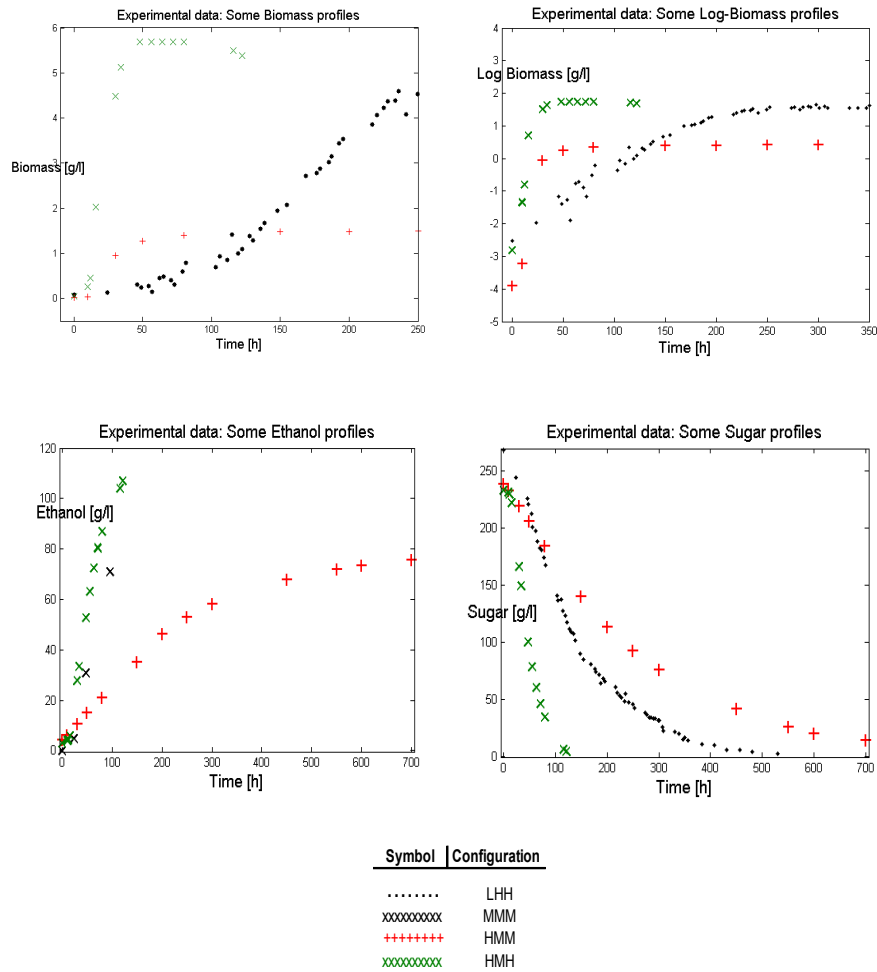 Experimental data: Some Biomass profiles
6
5
4
3
2
1
0
Biomass [g/l]
0 50 100 150 200 250
Time [h]
Experimental data: Some Log-Biomass profiles
4
3
2
1
0
-1
-2
-3
-4
-5
Log Biomass [g/l]
0 50 100 150 200 250 300 350
Time [h]
Experimental data: Some Ethanol profiles
120
100
80
60
40
20
0
Ethanol [g/l]
0 100 200 300 400 500 600 700
Time [h]
Experimental data: Some Sugar profiles
250
200
150
100
50
0
Sugar [g/l]
0 100 200 300 400 500 600 700
Time [h]
Symbol Configuration
........ LHH
xxxxxxxxx MMM
++++++++ HMM
xxxxxxxxx HMH